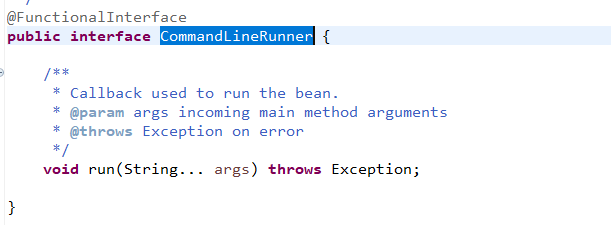 */
@FunctionalInterface
public interface CommandLineRunner {
/**
* Callback used to run the bean.
* @param args incoming main method arguments
* @throws Exception on error
*/
void run(String... args) throws Exception;
}